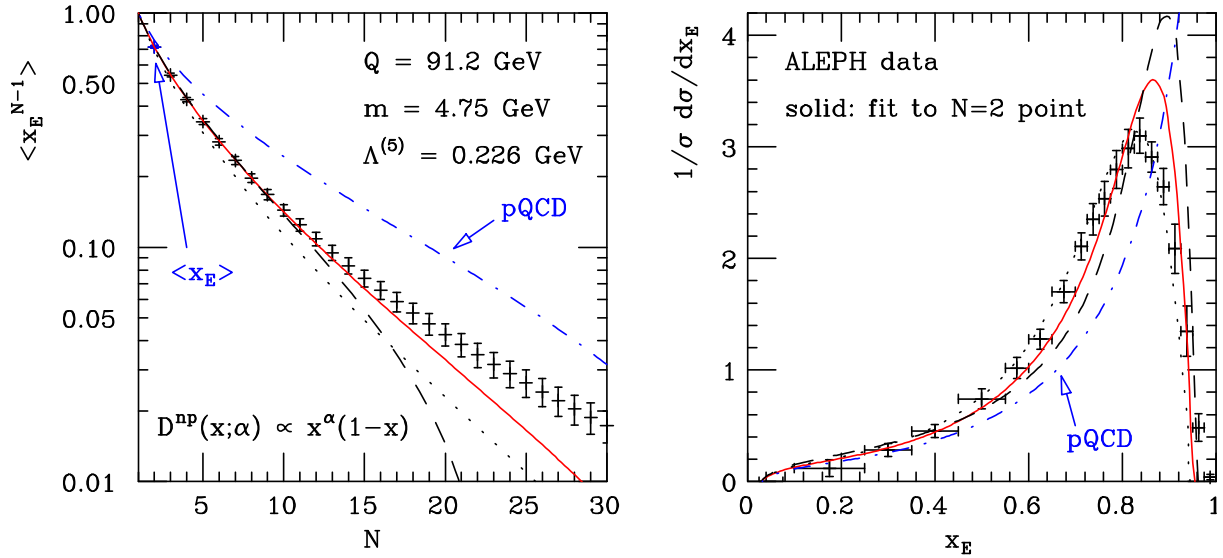 <x_E^{N-1}>
1.00
0.50
0.10
0.05
0.01
5
10
15
20
25
30
N
Q = 91.2 GeV
m = 4.75 GeV
Λ^{(5)} = 0.226 GeV
pQCD
<x_E>
D^{np}(x;α) ∝ x^α(1−x)
1/σ dσ/dx_E
4
3
2
1
0
0
0.2
0.4
0.6
0.8
1
x_E
ALEPH data
solid: fit to N=2 point
pQCD